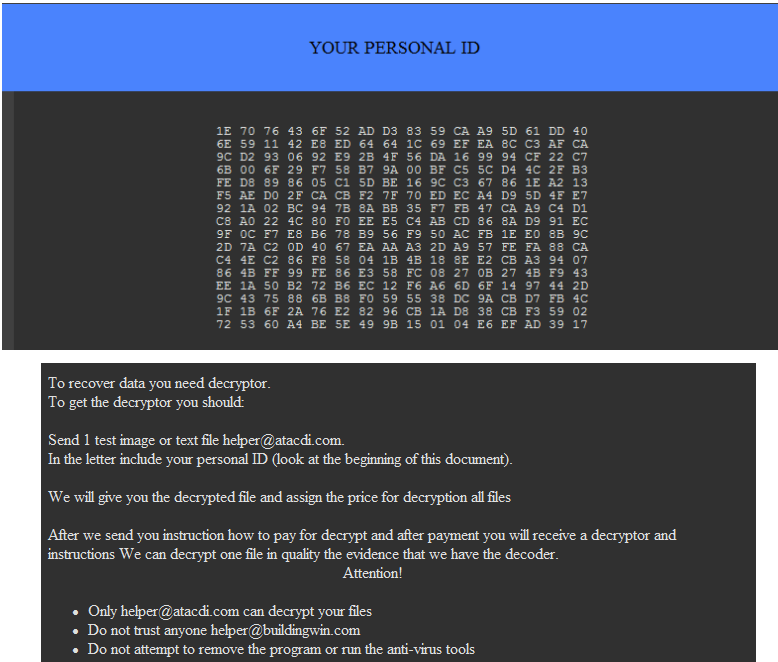 YOUR PERSONAL ID
1E 70 76 43 6F 52 AD D3 83 59 CA A9 5D 61 DD 40
6E 59 11 42 E8 ED 64 64 1C 69 EF EA 8C C3 AF CA
9C D2 93 06 92 E9 2B 4F 56 DA 16 99 94 CF 22 C7
6B 00 6F 29 F7 58 B7 9A 00 BF C5 5C D4 4C 2F B3
FE D8 89 86 05 C1 5D BE 16 9C C3 67 86 1E A2 13
F5 AE D0 2F CA CB F2 7F 70 ED EC A4 D9 5D 4F E7
92 1A 02 BC 94 7B 8A BB 35 F7 FB 47 CA A9 C4 D1
C8 A0 22 4C 80 F0 EE E5 C4 AB CD 86 8A D9 91 EC
9F 0C F7 E8 B6 78 B9 56 F9 50 AC FB 1E E0 8B 9C
2D 7A C2 0D 40 67 EA AA A3 2D A9 57 FE FA 88 CA
C4 4E C2 86 F8 58 04 1B 4B 18 8E E2 CB A3 94 07
86 4B FF 99 FE 86 E3 58 FC 08 27 0B 27 4B F9 43
EE 1A 50 B2 72 B6 EC 12 F6 A6 6D 6F 14 97 44 2D
9C 43 75 88 6B B8 F0 59 55 38 DC 9A CB D7 FB 4C
1F 1B 6F 2A 76 E2 82 96 CB 1A D8 38 CB F3 59 02
72 53 60 A4 BE 5E 49 9B 15 01 04 E6 EF AD 39 17
To recover data you need decryptor.
To get the decryptor you should:
Send 1 test image or text file helper@atacdi.com.
In the letter include your personal ID (look at the beginning of this document).
We will give you the decrypted file and assign the price for decryption all files
After we send you instruction how to pay for decrypt and after payment you will receive a decryptor and
instructions We can decrypt one file in quality the evidence that we have the decoder.
Attention!
• Only helper@atacdi.com can decrypt your files
• Do not trust anyone helper@buildingwin.com
• Do not attempt to remove the program or run the anti-virus tools